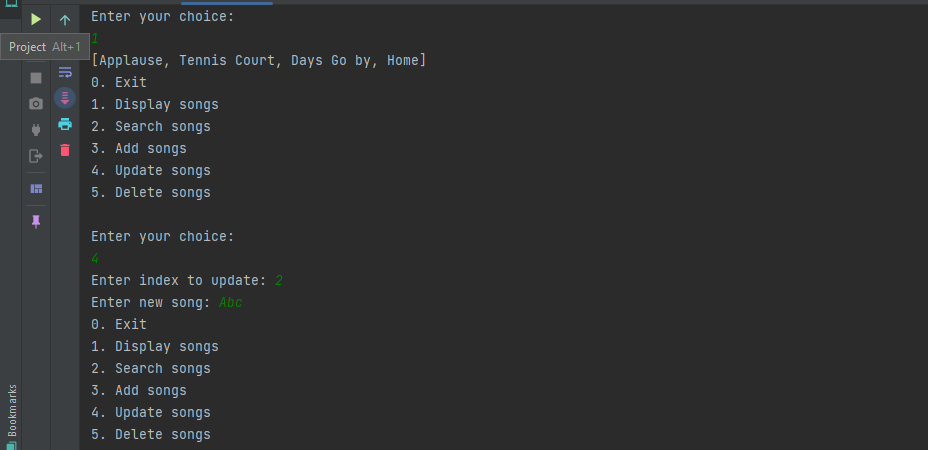 Enter your choice:
1
Project Alt+1
[Applause, Tennis Court, Days Go by, Home]
0. Exit
1. Display songs
2. Search songs
3. Add songs
4. Update songs
5. Delete songs
Enter your choice:
4
Enter index to update: 2
Enter new song: Abc
0. Exit
1. Display songs
2. Search songs
3. Add songs
4. Update songs
5. Delete songs
Bookmarks